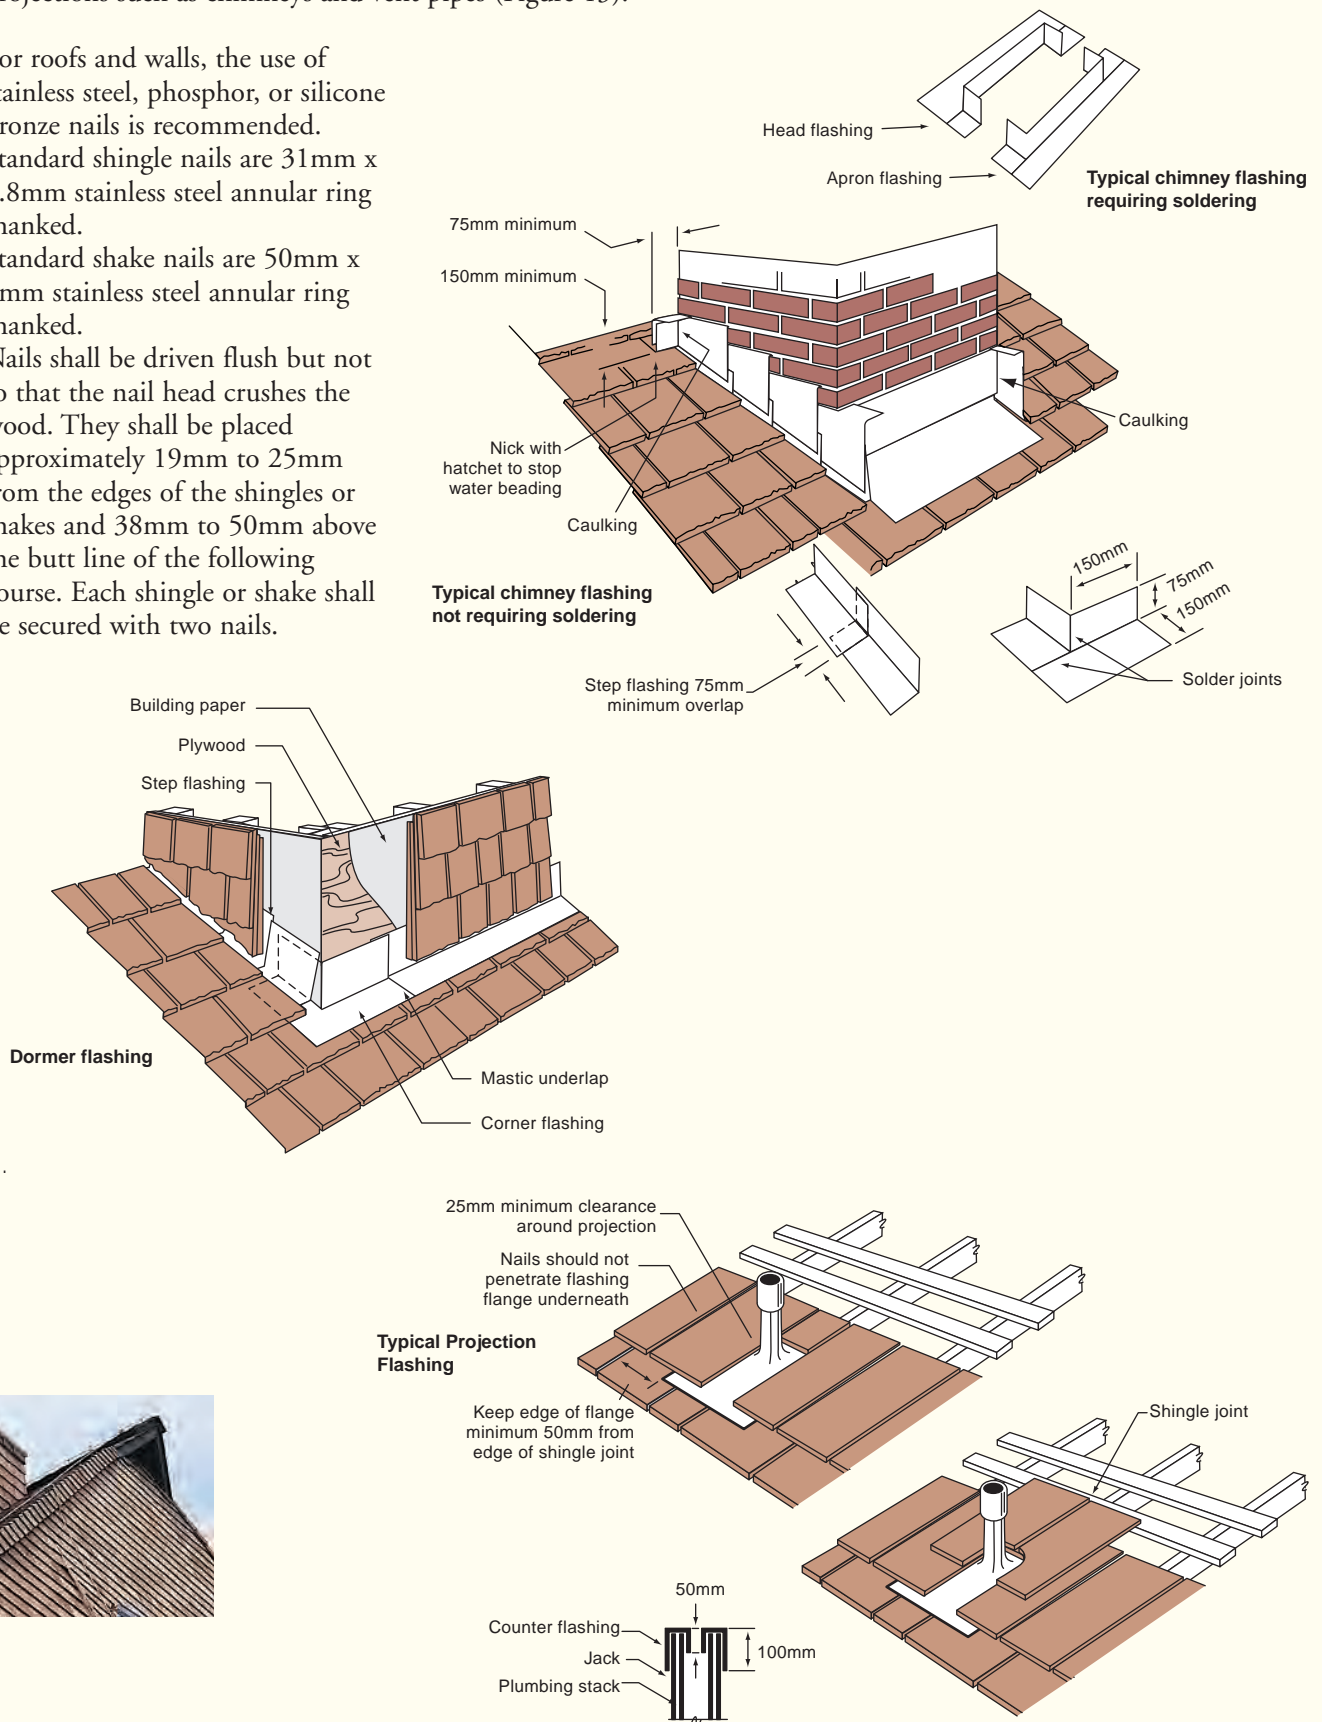 such as chimneys and vent pipes (Figure 13).
or roofs and walls, the use of
tainless steel, phosphor, or silicone
ronze nails is recommended.
tandard shingle nails are 31mm x
.8mm stainless steel annular ring
hanked.
tandard shake nails are 50mm x
mm stainless steel annular ring
hanked.
Nails shall be driven flush but not
o that the nail head crushes the
wood. They shall be placed
pproximately 19mm to 25mm
rom the edges of the shingles or
hakes and 38mm to 50mm above
he butt line of the following
ourse. Each shingle or shake shall
e secured with two nails.
Head flashing
Apron flashing
Typical chimney flashing
requiring soldering
75mm minimum
150mm minimum
Nick with
hatchet to stop
water beading
Caulking
Caulking
Typical chimney flashing
not requiring soldering
Step flashing 75mm
minimum overlap
150mm
75mm
150mm
Solder joints
Building paper
Plywood
Step flashing
Dormer flashing
Mastic underlap
Corner flashing
.
25mm minimum clearance
around projection
Nails should not
penetrate flashing
flange underneath
Typical Projection
Flashing
Keep edge of flange
minimum 50mm from
edge of shingle joint
Shingle joint
50mm
Counter flashing
Jack
100mm
Plumbing stack